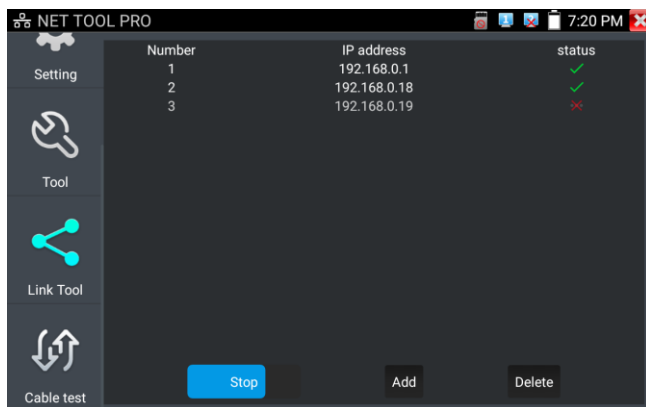 NET TOOL PRO 7:20 PM
Setting
Tool
Link Tool
Cable test
Number IP address status
1 192.168.0.1
2 192.168.0.18
3 192.168.0.19
Stop Add Delete